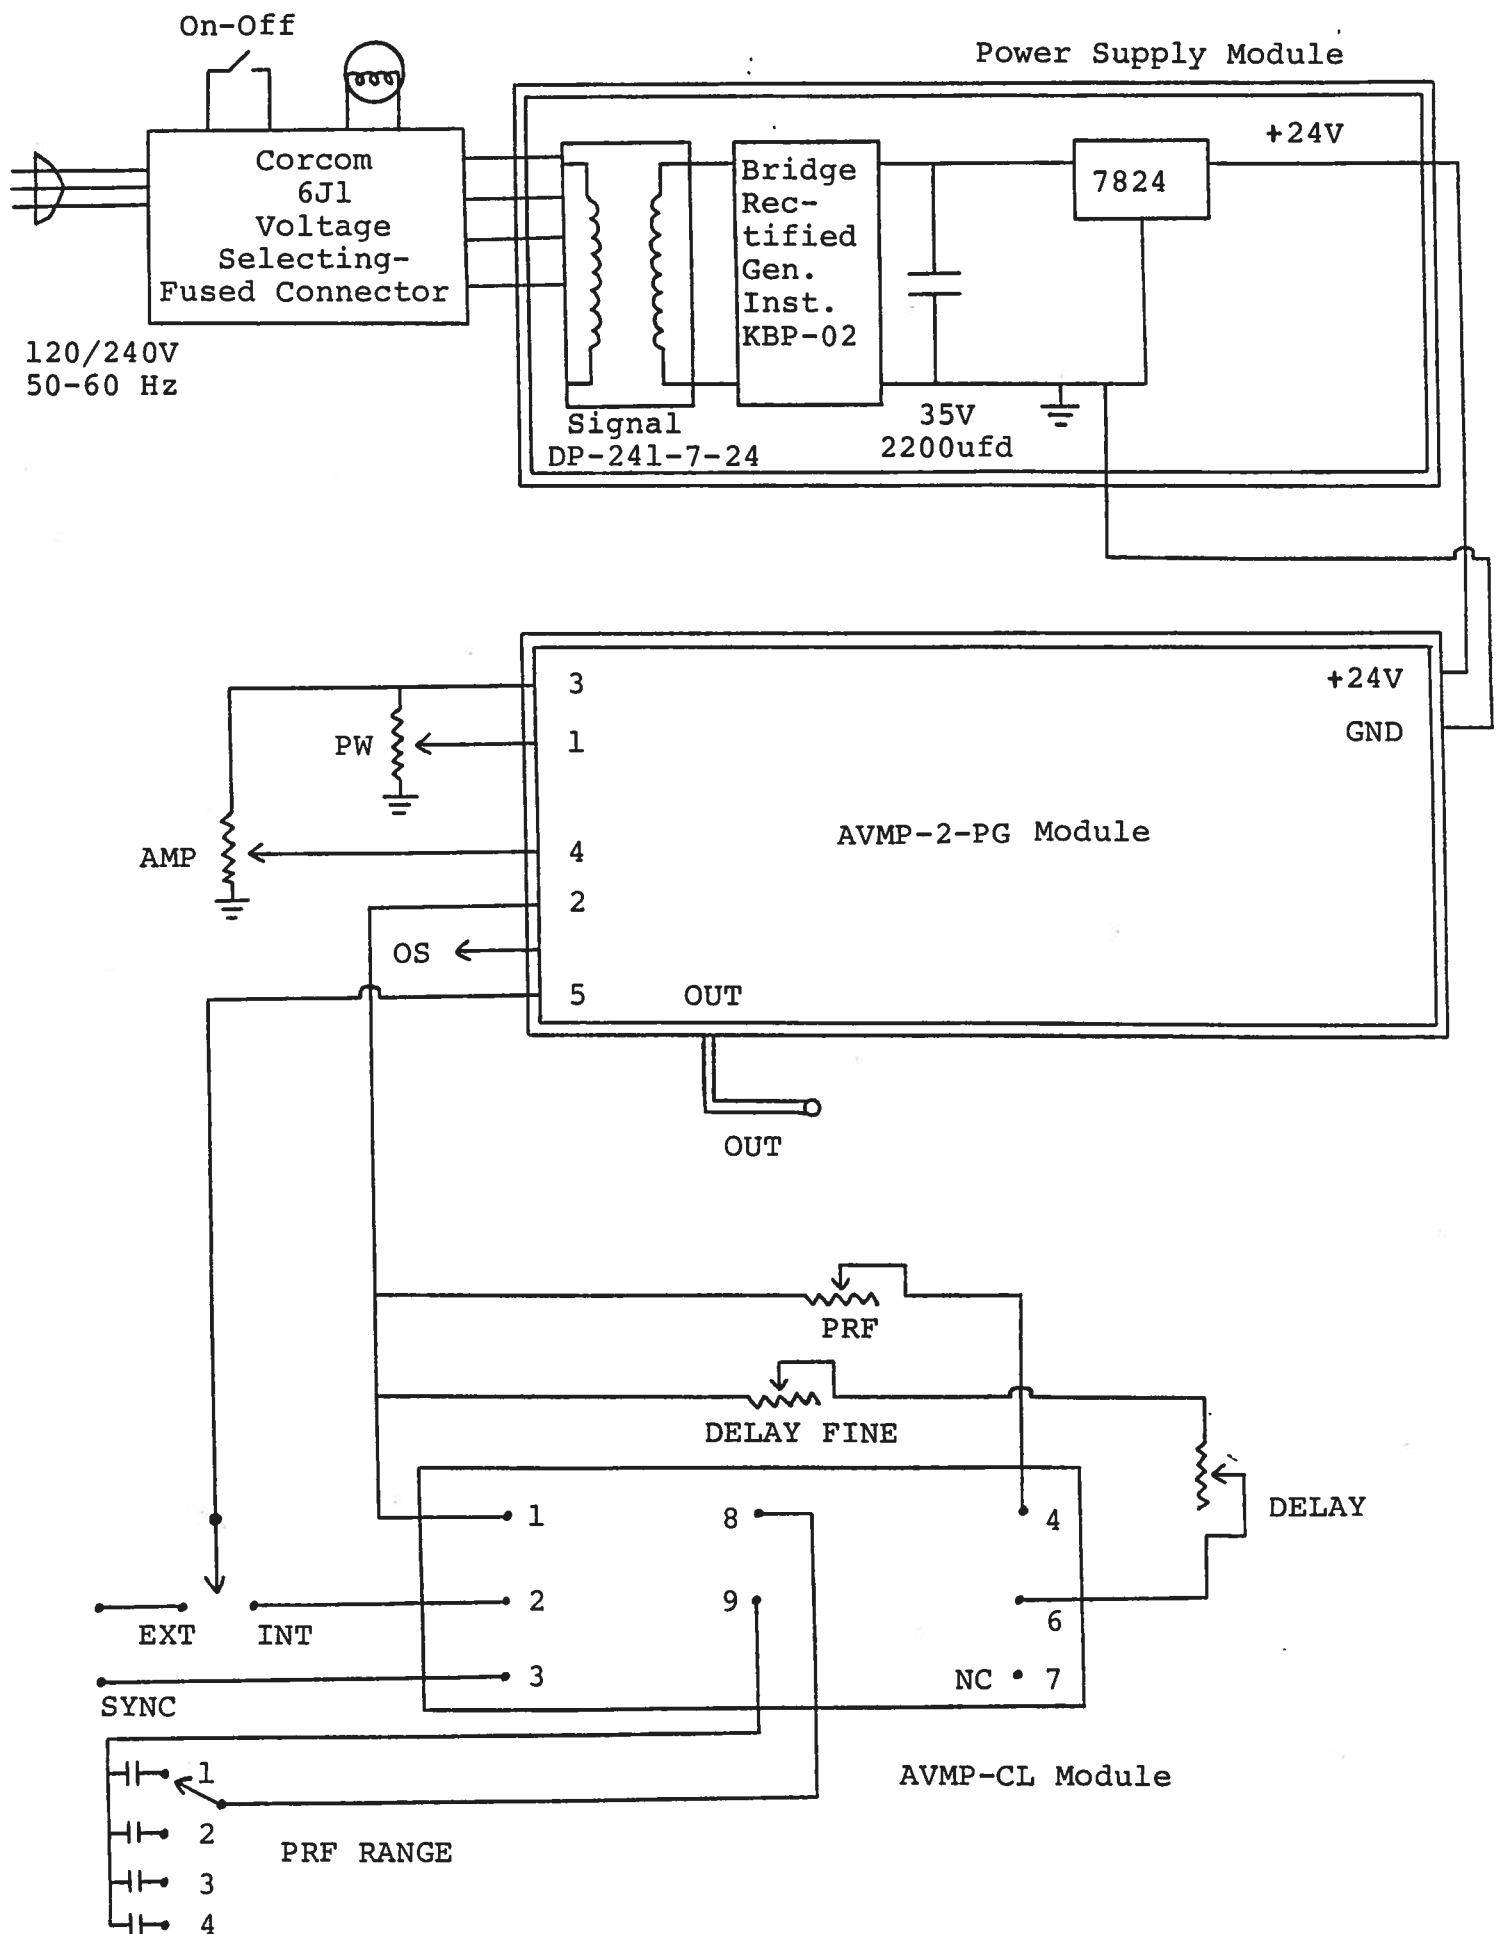 On-Off
Power Supply Module
+24V
Corcom
6J1
Voltage
Selecting-
Fused Connector
Bridge
Rec-
tified
Gen.
Inst.
KBP-02
7824
120/240V
50-60 Hz
35V
2200ufd
Signal
DP-241-7-24
3
+24V
PW
1
GND
AVMP-2-PG Module
AMP
4
2
OS
5
OUT
OUT
PRF
DELAY FINE
1
8
4
DELAY
2
9
6
EXT
INT
3
NC
7
SYNC
1
AVMP-CL Module
2
PRF RANGE
3
4